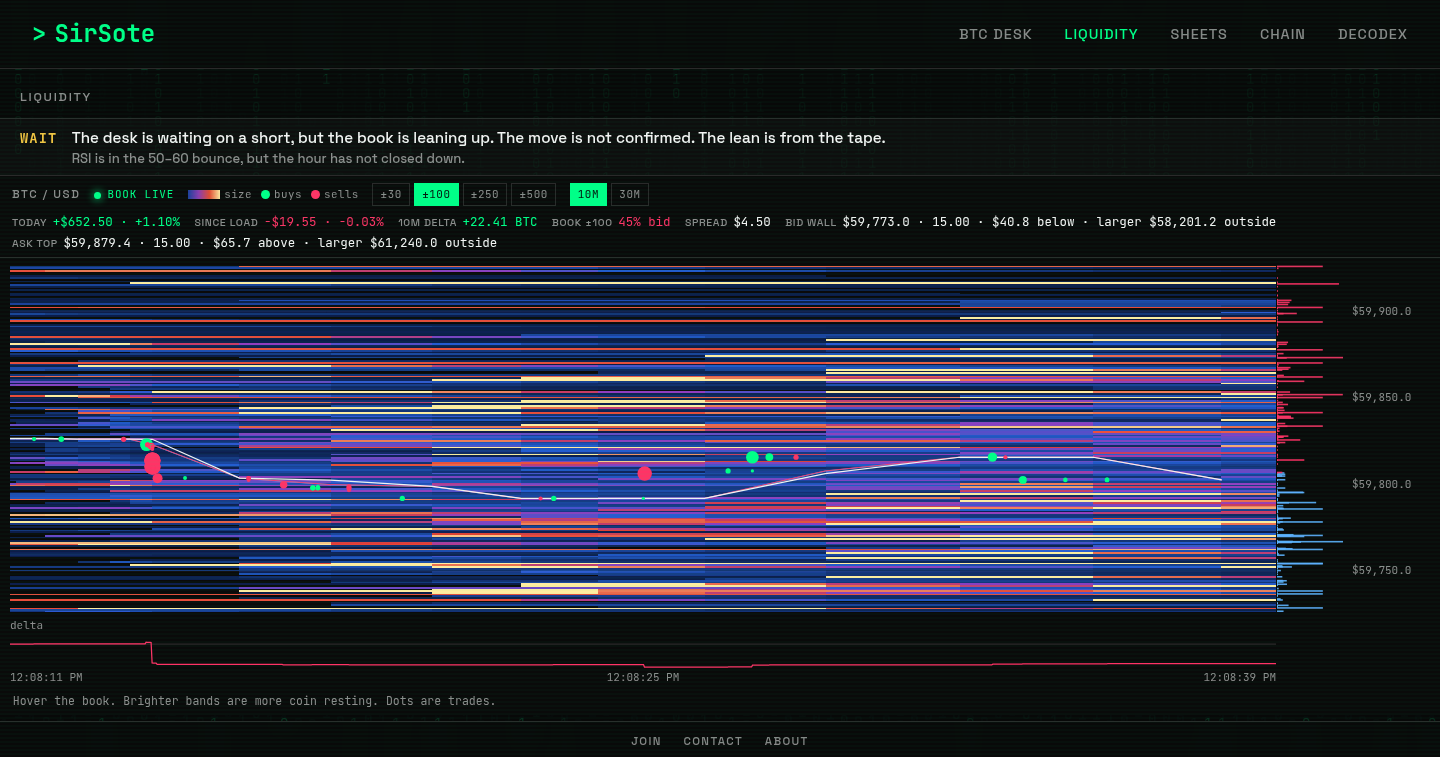 > SirSote
BTC DESK LIQUIDITY SHEETS CHAIN DECODEX
LIQUIDITY
WAIT The desk is waiting on a short, but the book is leaning up. The move is not confirmed. The lean is from the tape.
RSI is in the 50–60 bounce, but the hour has not closed down.
BTC / USD BOOK LIVE size buys sells ±30 ±100 ±250 ±500 10M 30M
TODAY +$652.50 · +1.10% SINCE LOAD -$19.55 · -0.03% 10M DELTA +22.41 BTC BOOK ±100 45% bid SPREAD $4.50 BID WALL $59,773.0 · 15.00 · $40.8 below · larger $58,201.2 outside
ASK TOP $59,879.4 · 15.00 · $65.7 above · larger $61,240.0 outside
$59,900.0
$59,850.0
$59,800.0
$59,750.0
delta
12:08:11 PM 12:08:25 PM 12:08:39 PM
Hover the book. Brighter bands are more coin resting. Dots are trades.
JOIN CONTACT ABOUT